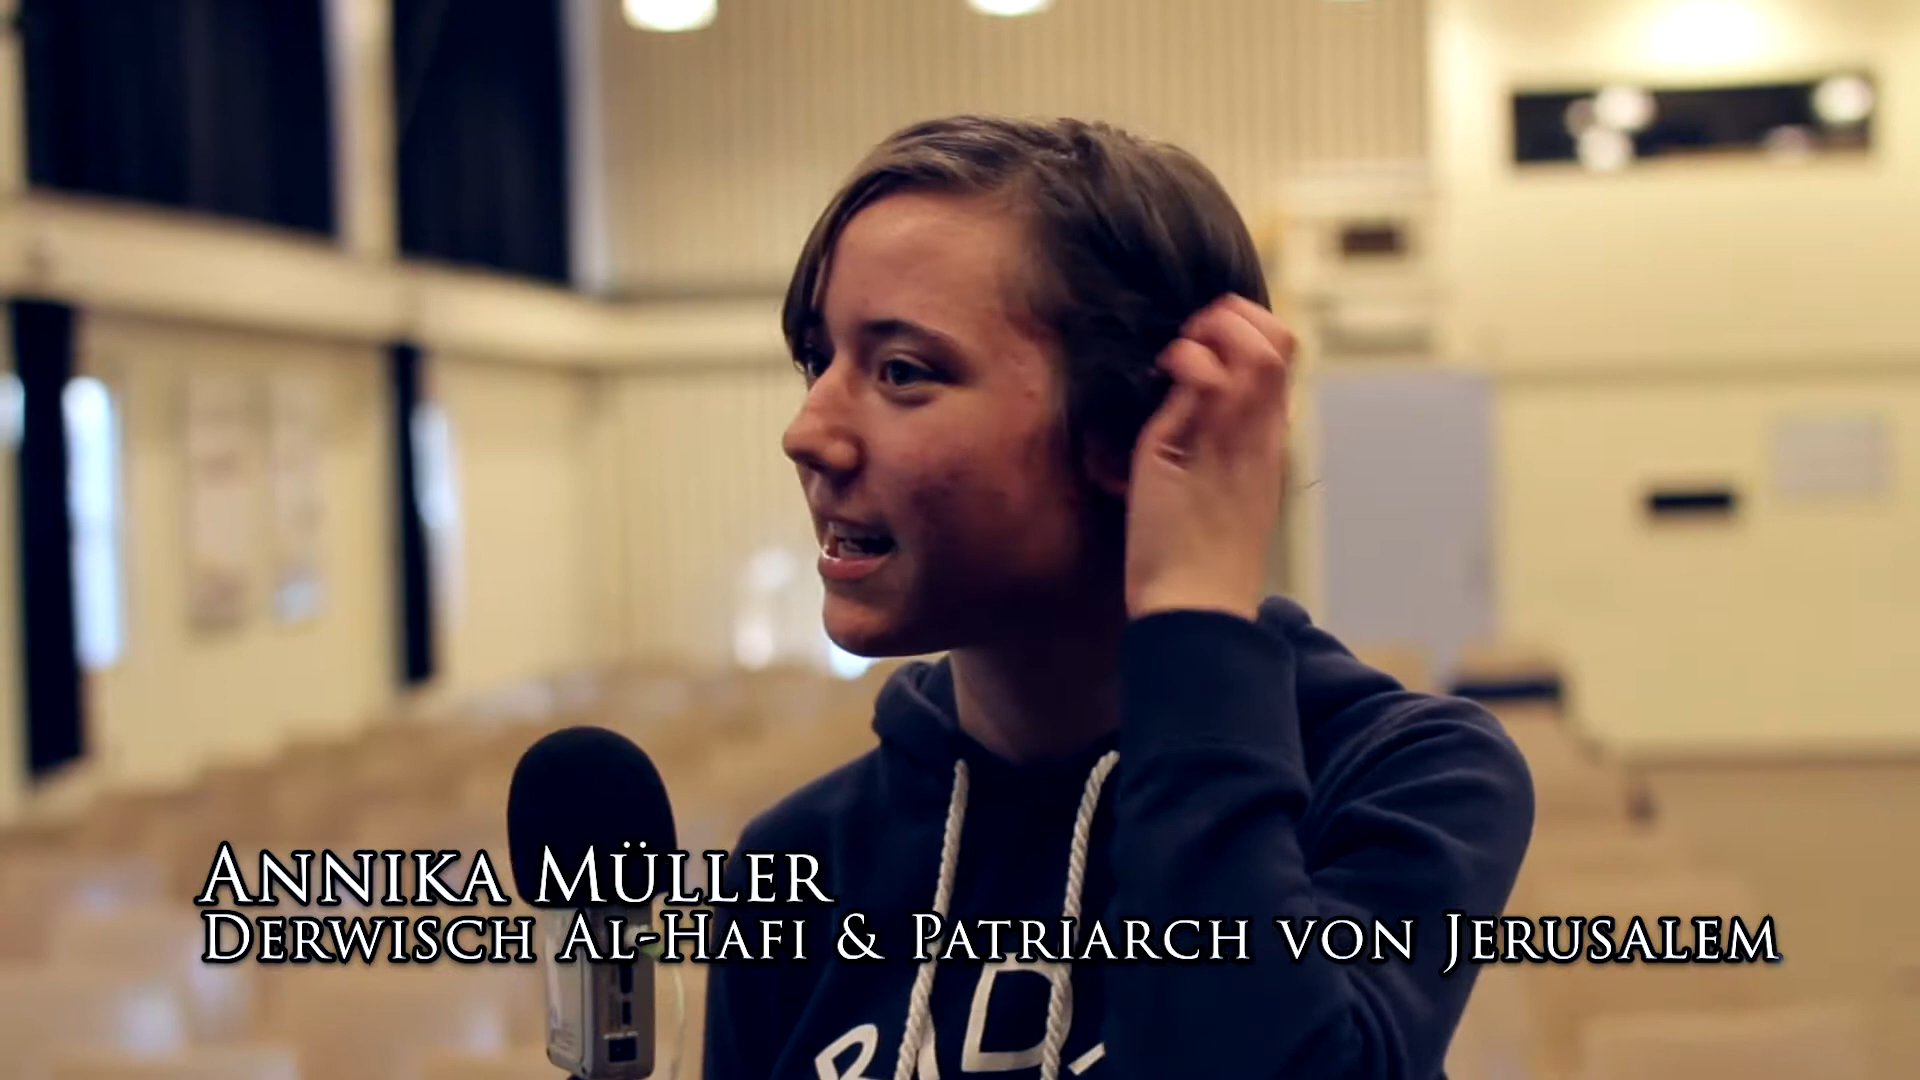 Annika Müller
Derwisch Al-Hafi & Patriarch von Jerusalem